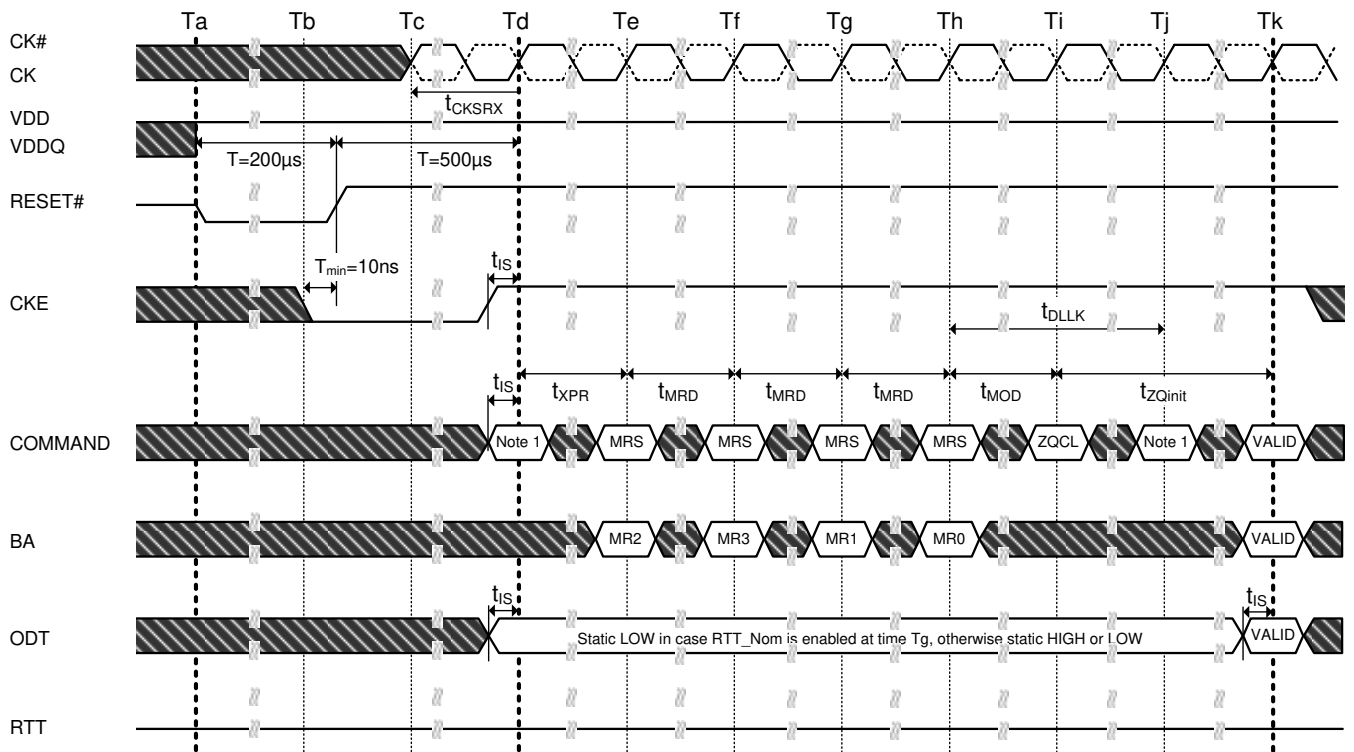 Ta Tb Tc Td Te Tf Tg Th Ti Tj Tk
CK#
CK
tCKSRX
VDD
VDDQ
T=200µs T=500µs
RESET#
Tmin=10ns tIS
CKE
tDLLK
tIS
tXPR tMRD tMRD tMRD tMOD tZQinit
COMMAND Note 1 MRS MRS MRS MRS ZQCL Note 1 VALID
BA MR2 MR3 MR1 MR0 VALID
tIS tIS
ODT Static LOW in case RTT_Nom is enabled at time Tg, otherwise static HIGH or LOW VALID
RTT